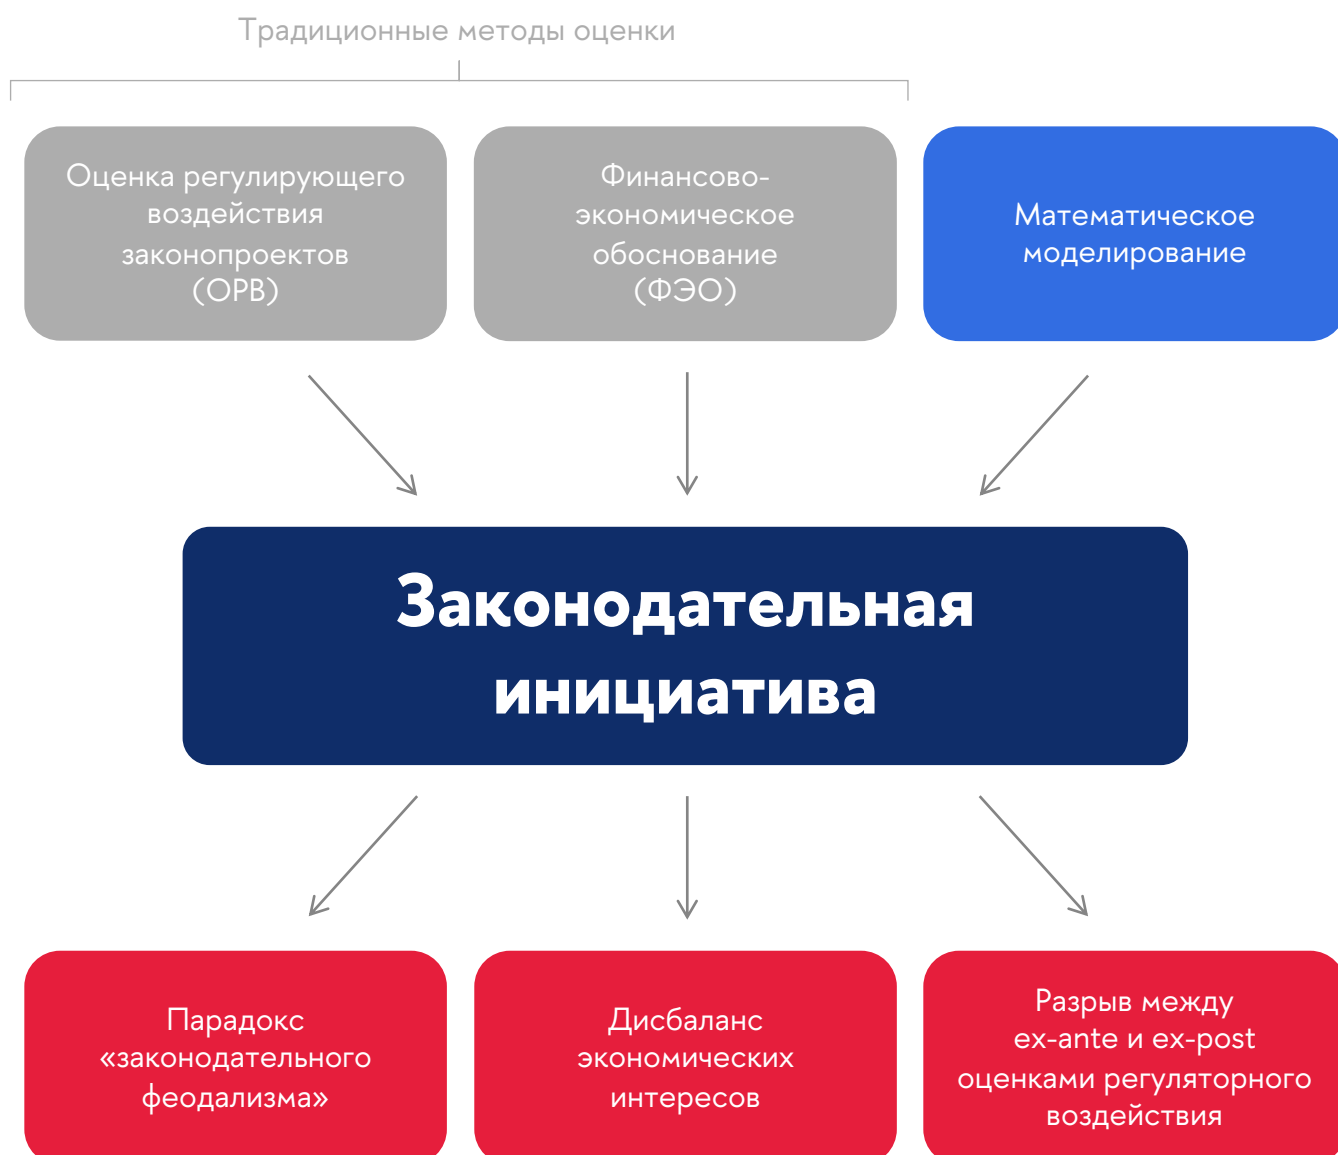 Традиционные методы оценки
Оценка регулирующего
воздействия
законопроектов
(ОРВ)
Финансово-
экономическое
обоснование
(ФЭО)
Математическое
моделирование
Законодательная
инициатива
Парадокс
«законодательного
феодализма»
Дисбаланс
экономических
интересов
Разрыв между
ex-ante и ex-post
оценками регуляторного
воздействия